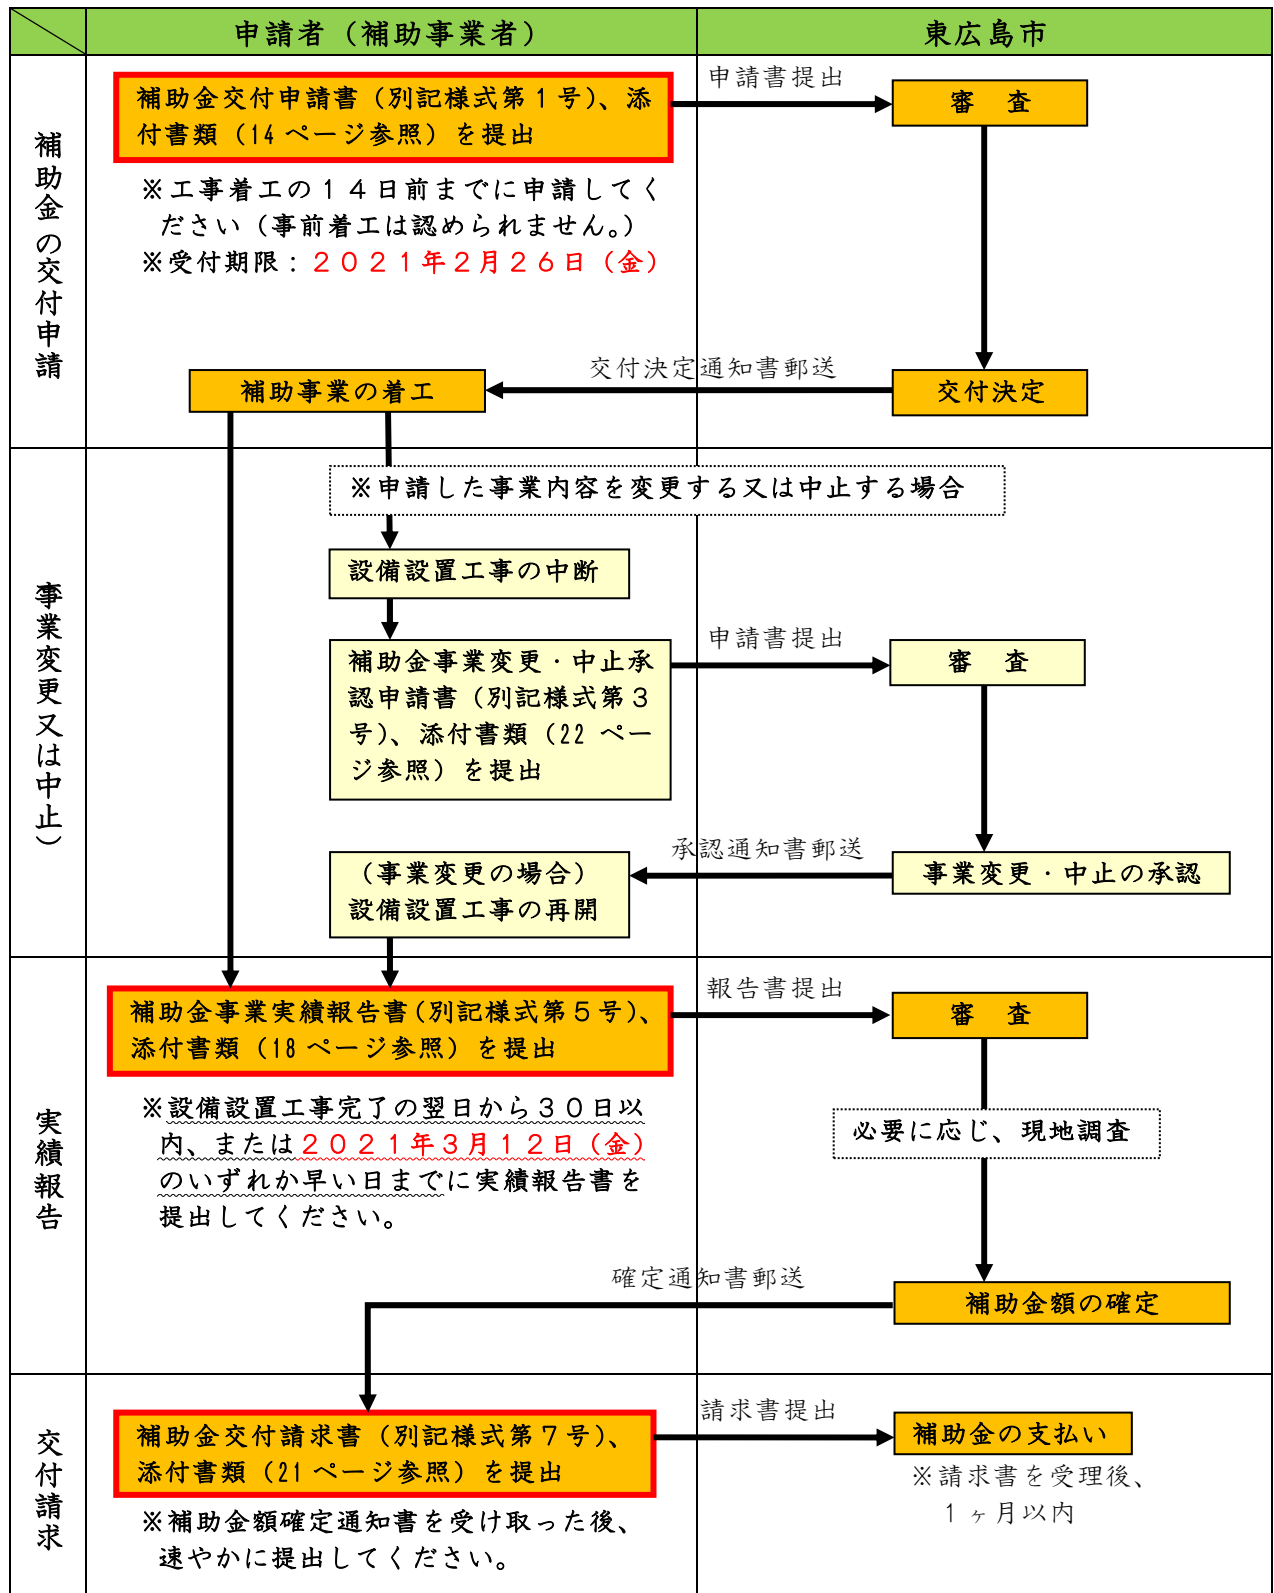 申請者（補助事業者）
東広島市
補助金の交付申請
補助金交付申請書（別記様式第１号）、添
付書類（14 ページ参照）を提出
申請書提出
審　査
※工事着工の１４日前までに申請してく
ださい（事前着工は認められません。）
※受付期限：２０２１年２月２６日（金）
交付決定通知書郵送
補助事業の着工
交付決定
事業変更又は中止）
※申請した事業内容を変更する又は中止する場合
設備設置工事の中断
補助金事業変更・中止承
認申請書（別記様式第３
号）、添付書類（22 ペー
ジ参照）を提出
申請書提出
審　査
承認通知書郵送
（事業変更の場合）
設備設置工事の再開
事業変更・中止の承認
実績報告
補助金事業実績報告書（別記様式第５号）、
添付書類（18 ページ参照）を提出
報告書提出
審　査
※設備設置工事完了の翌日から３０日以
内、または２０２１年３月１２日（金）
のいずれか早い日までに実績報告書を
提出してください。
必要に応じ、現地調査
確定通知書郵送
補助金額の確定
交付請求
補助金交付請求書（別記様式第７号）、
添付書類（21 ページ参照）を提出
請求書提出
補助金の支払い
※請求書を受理後、
１ヶ月以内
※補助金額確定通知書を受け取った後、
速やかに提出してください。